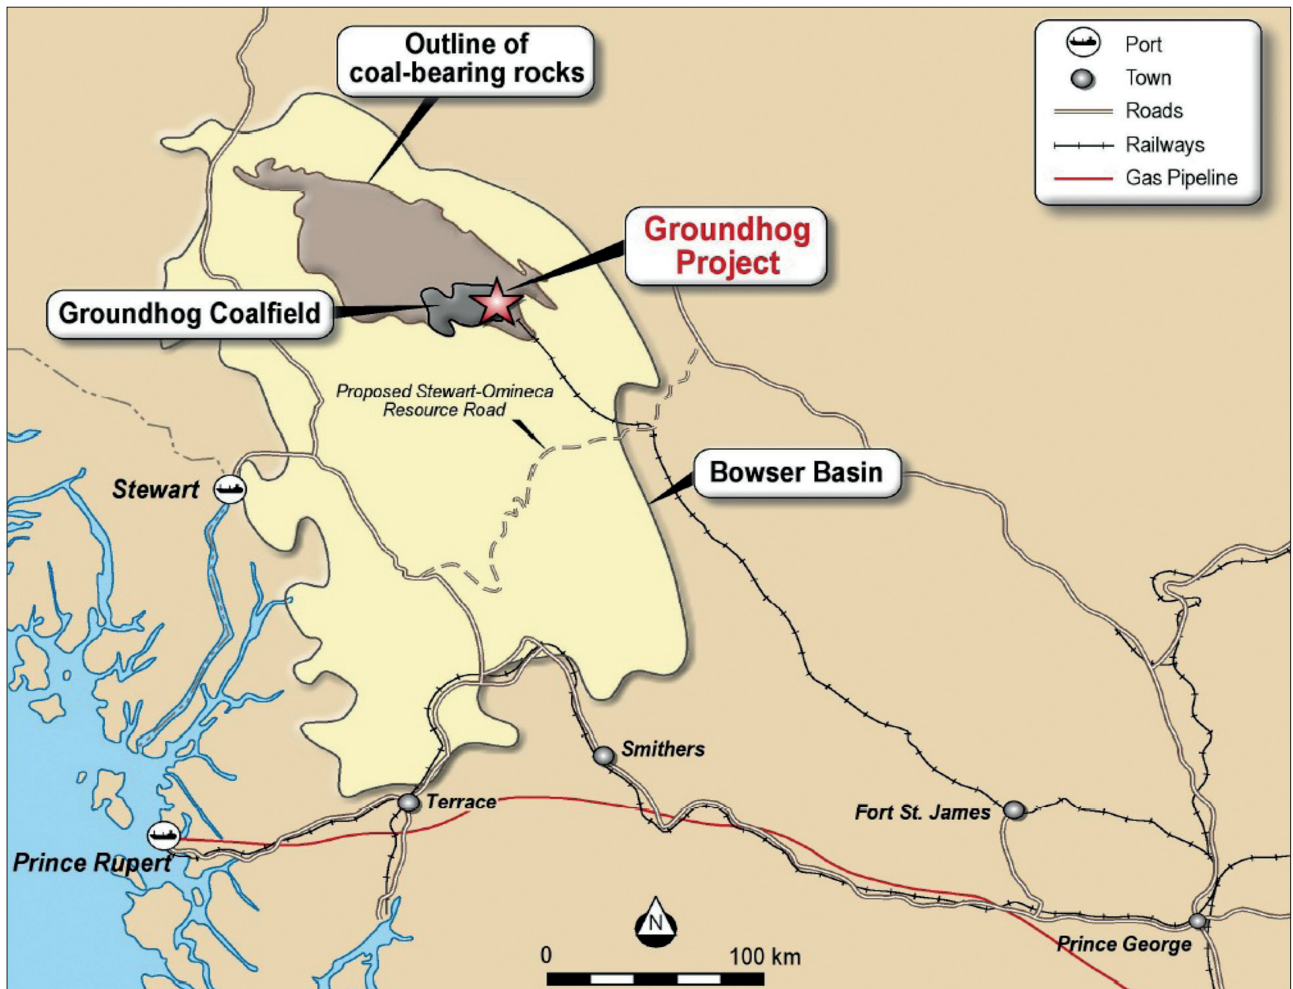 Outline of
coal-bearing rocks
Port
Town
Roads
Railways
Gas Pipeline
Groundhog
Project
Groundhog Coalfield
Proposed Stewart-Omineca
Resource Road
Bowser Basin
Stewart
Smithers
Terrace
Fort St. James
Prince Rupert
N
Prince George
0 100 km